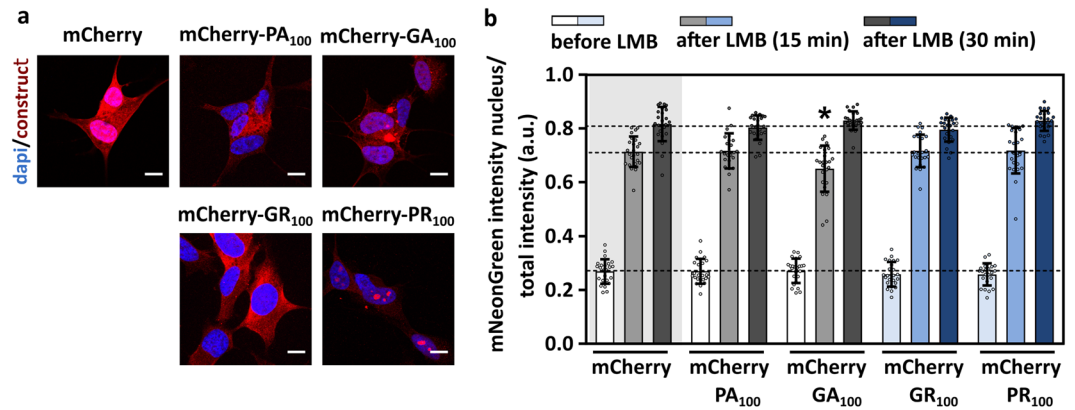 a
mCherry
mCherry-PA100
mCherry-GA100
dapi/construct
mCherry-GR100
mCherry-PR100
b
before LMB
after LMB (15 min)
after LMB (30 min)
mNeonGreen intensity nucleus/
total intensity (a.u.)
1.0
0.8
0.6
0.4
0.2
0
*
mCherry
mCherry
PA100
mCherry
GA100
mCherry
GR100
mCherry
PR100